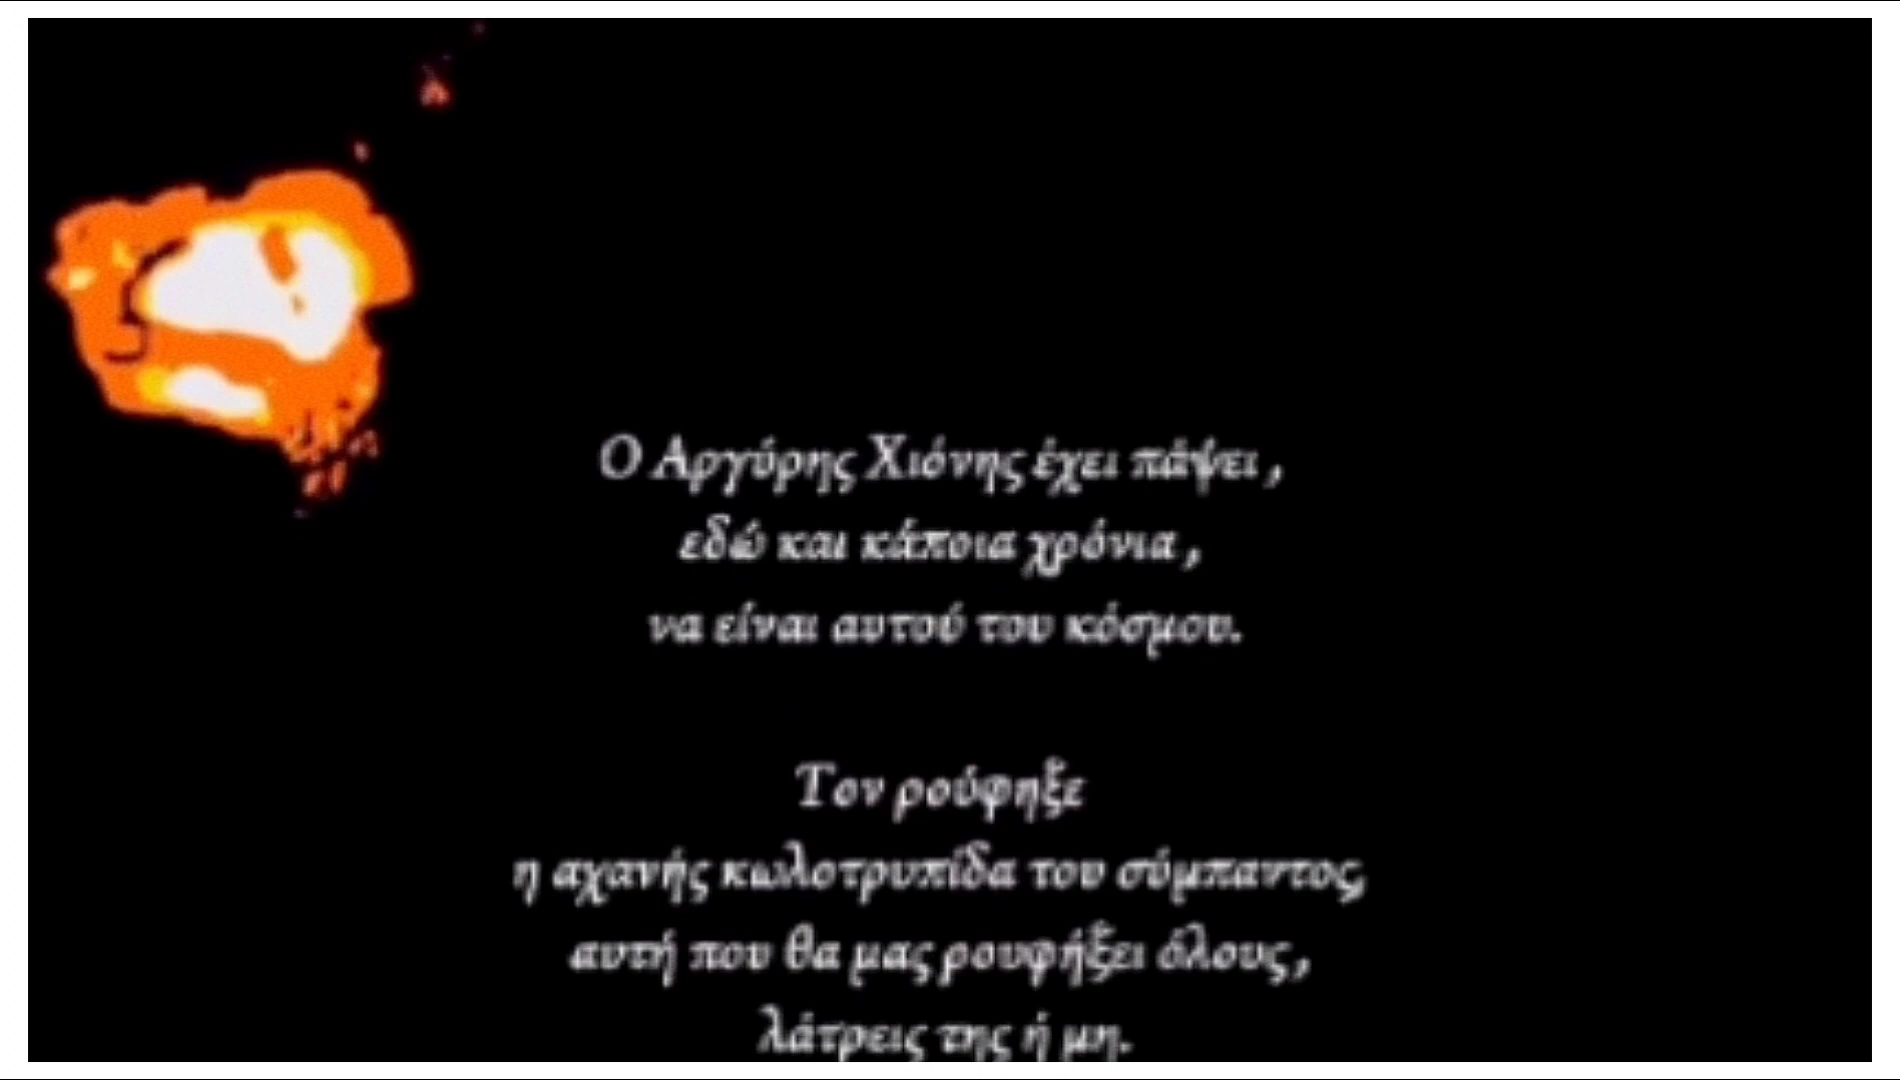 Ο Αργύρης Χιόνης έχει πάψει ,
εδώ και κάποια χρόνια ,
να είναι αυτού του κόσμου.
Τον ρούφηξε
η αχανής κωλοτρυπίδα του σύμπαντος,
αυτή που θα μας ρουφήξει όλους ,
λάτρεις της ή μη.